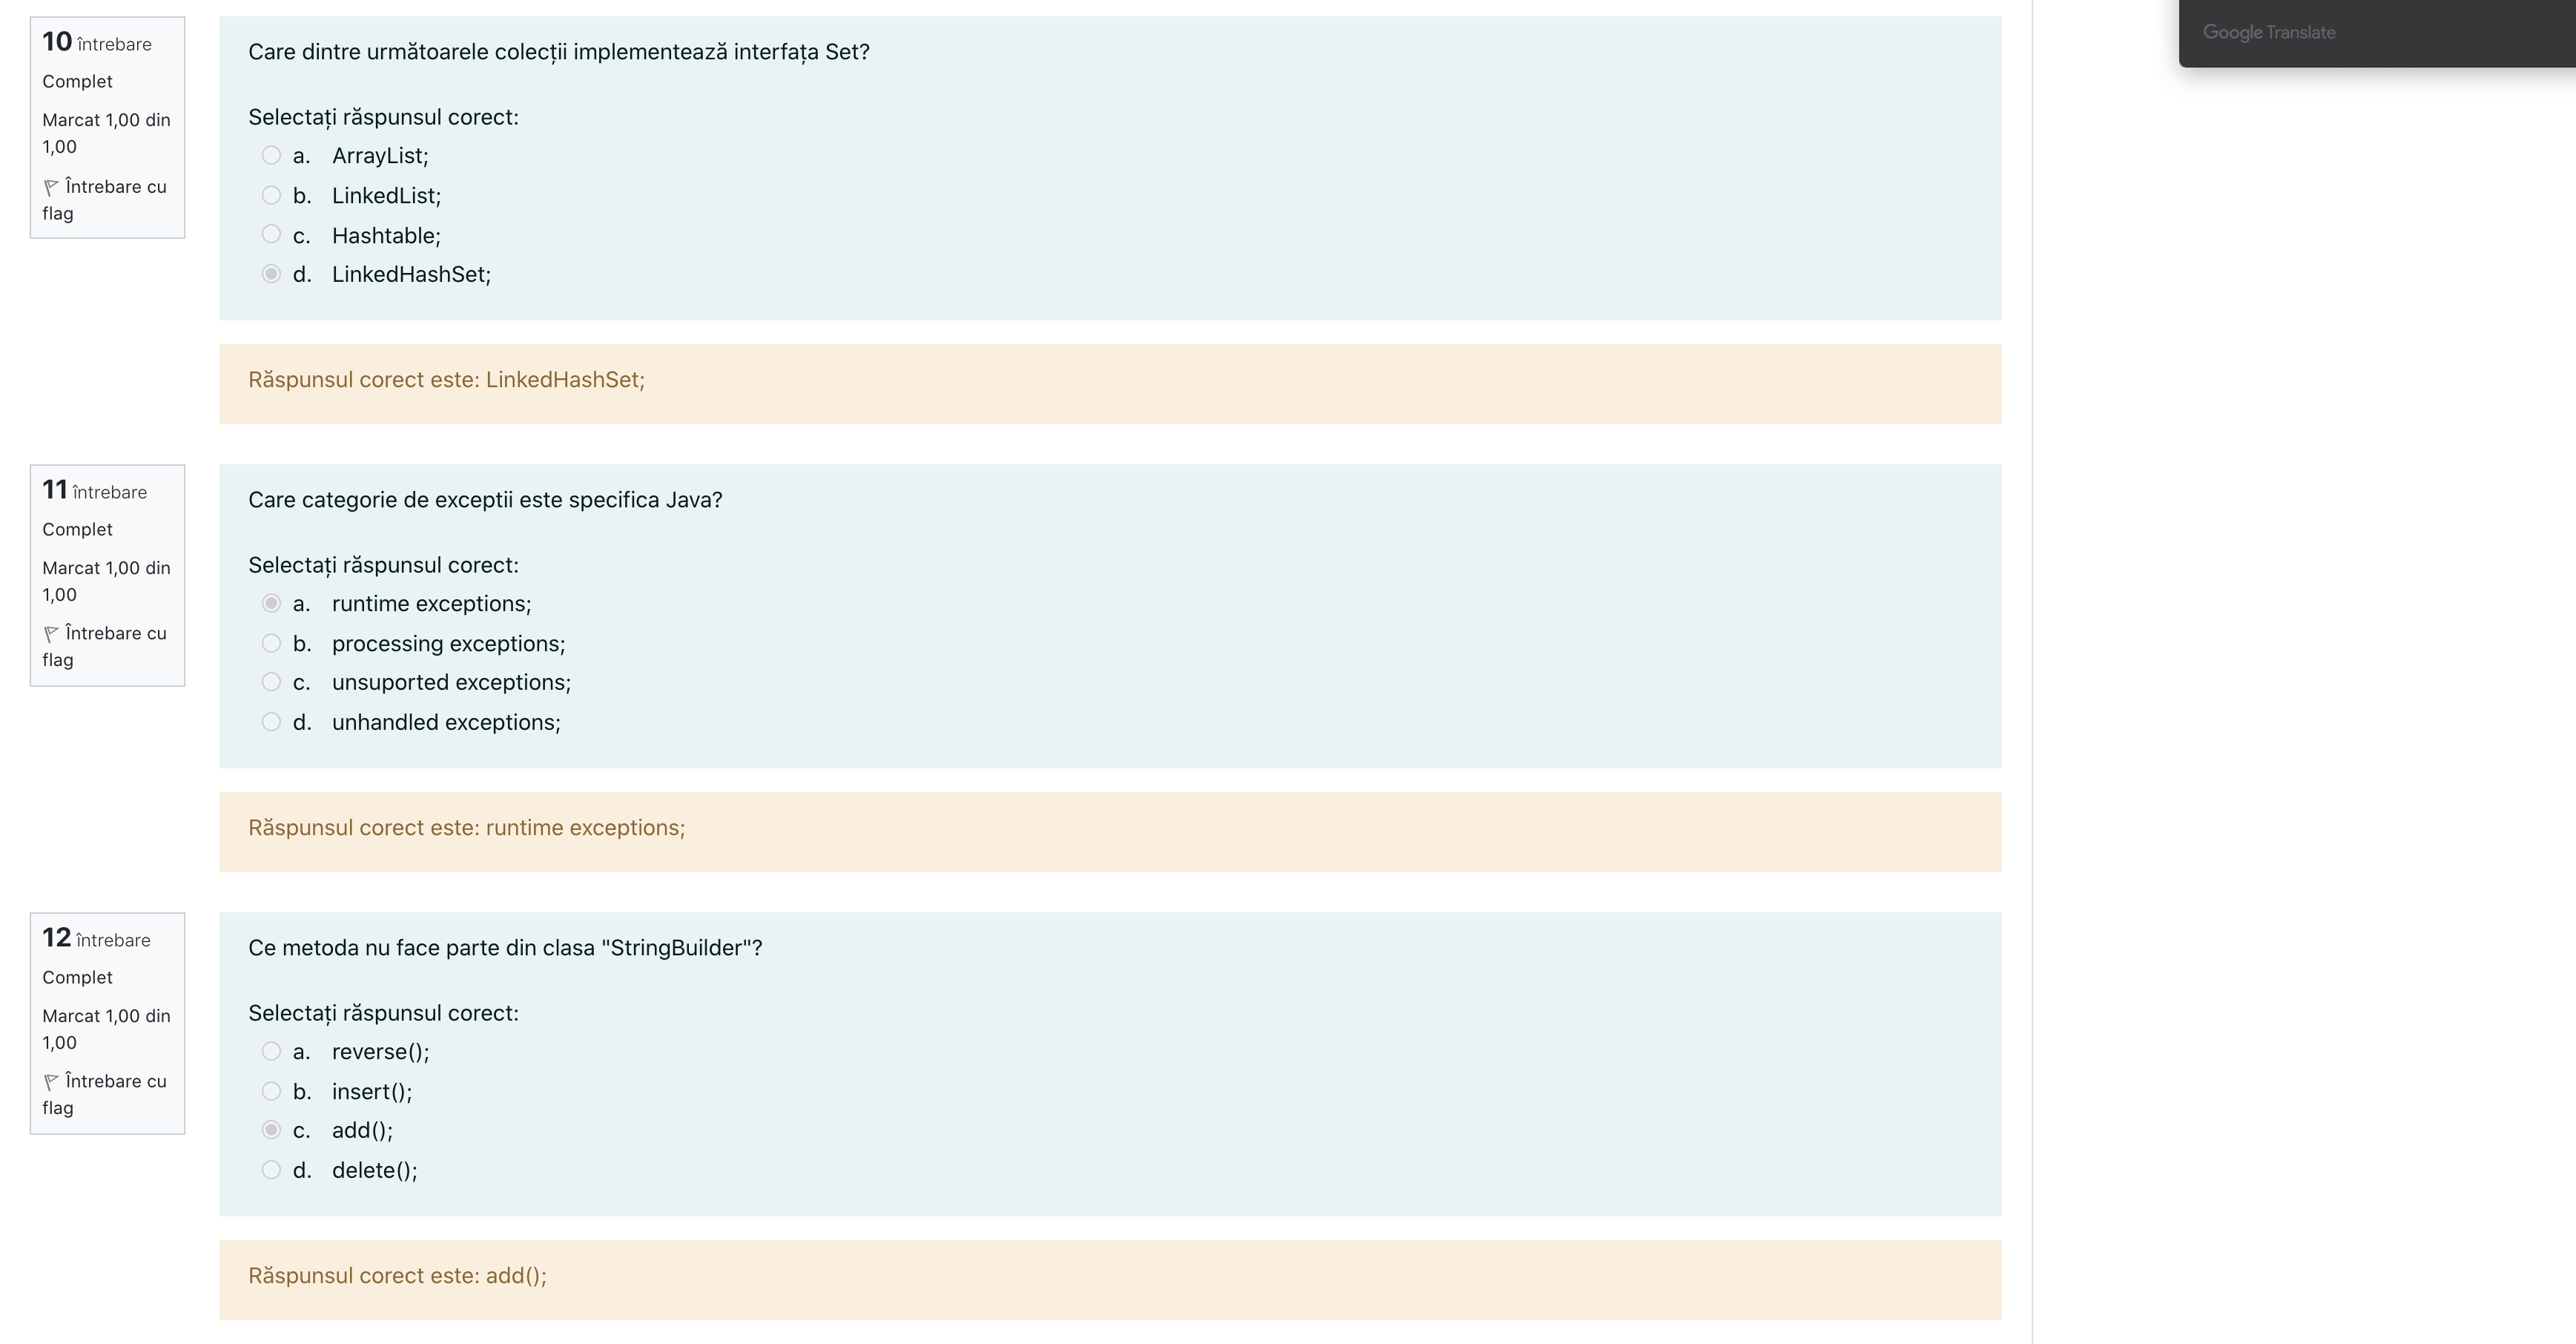 Google Translate
10 întrebare
Complet
Marcat 1,00 din
1,00
Întrebare cu
flag
Care dintre următoarele colecții implementează interfața Set?
Selectați răspunsul corect:
a. ArrayList;
b. LinkedList;
c. Hashtable;
d. LinkedHashSet;
Răspunsul corect este: LinkedHashSet;
11 întrebare
Complet
Marcat 1,00 din
1,00
Întrebare cu
flag
Care categorie de exceptii este specifica Java?
Selectați răspunsul corect:
a. runtime exceptions;
b. processing exceptions;
c. unsuported exceptions;
d. unhandled exceptions;
Răspunsul corect este: runtime exceptions;
12 întrebare
Complet
Marcat 1,00 din
1,00
Întrebare cu
flag
Ce metoda nu face parte din clasa "StringBuilder"?
Selectați răspunsul corect:
a. reverse();
b. insert();
c. add();
d. delete();
Răspunsul corect este: add();